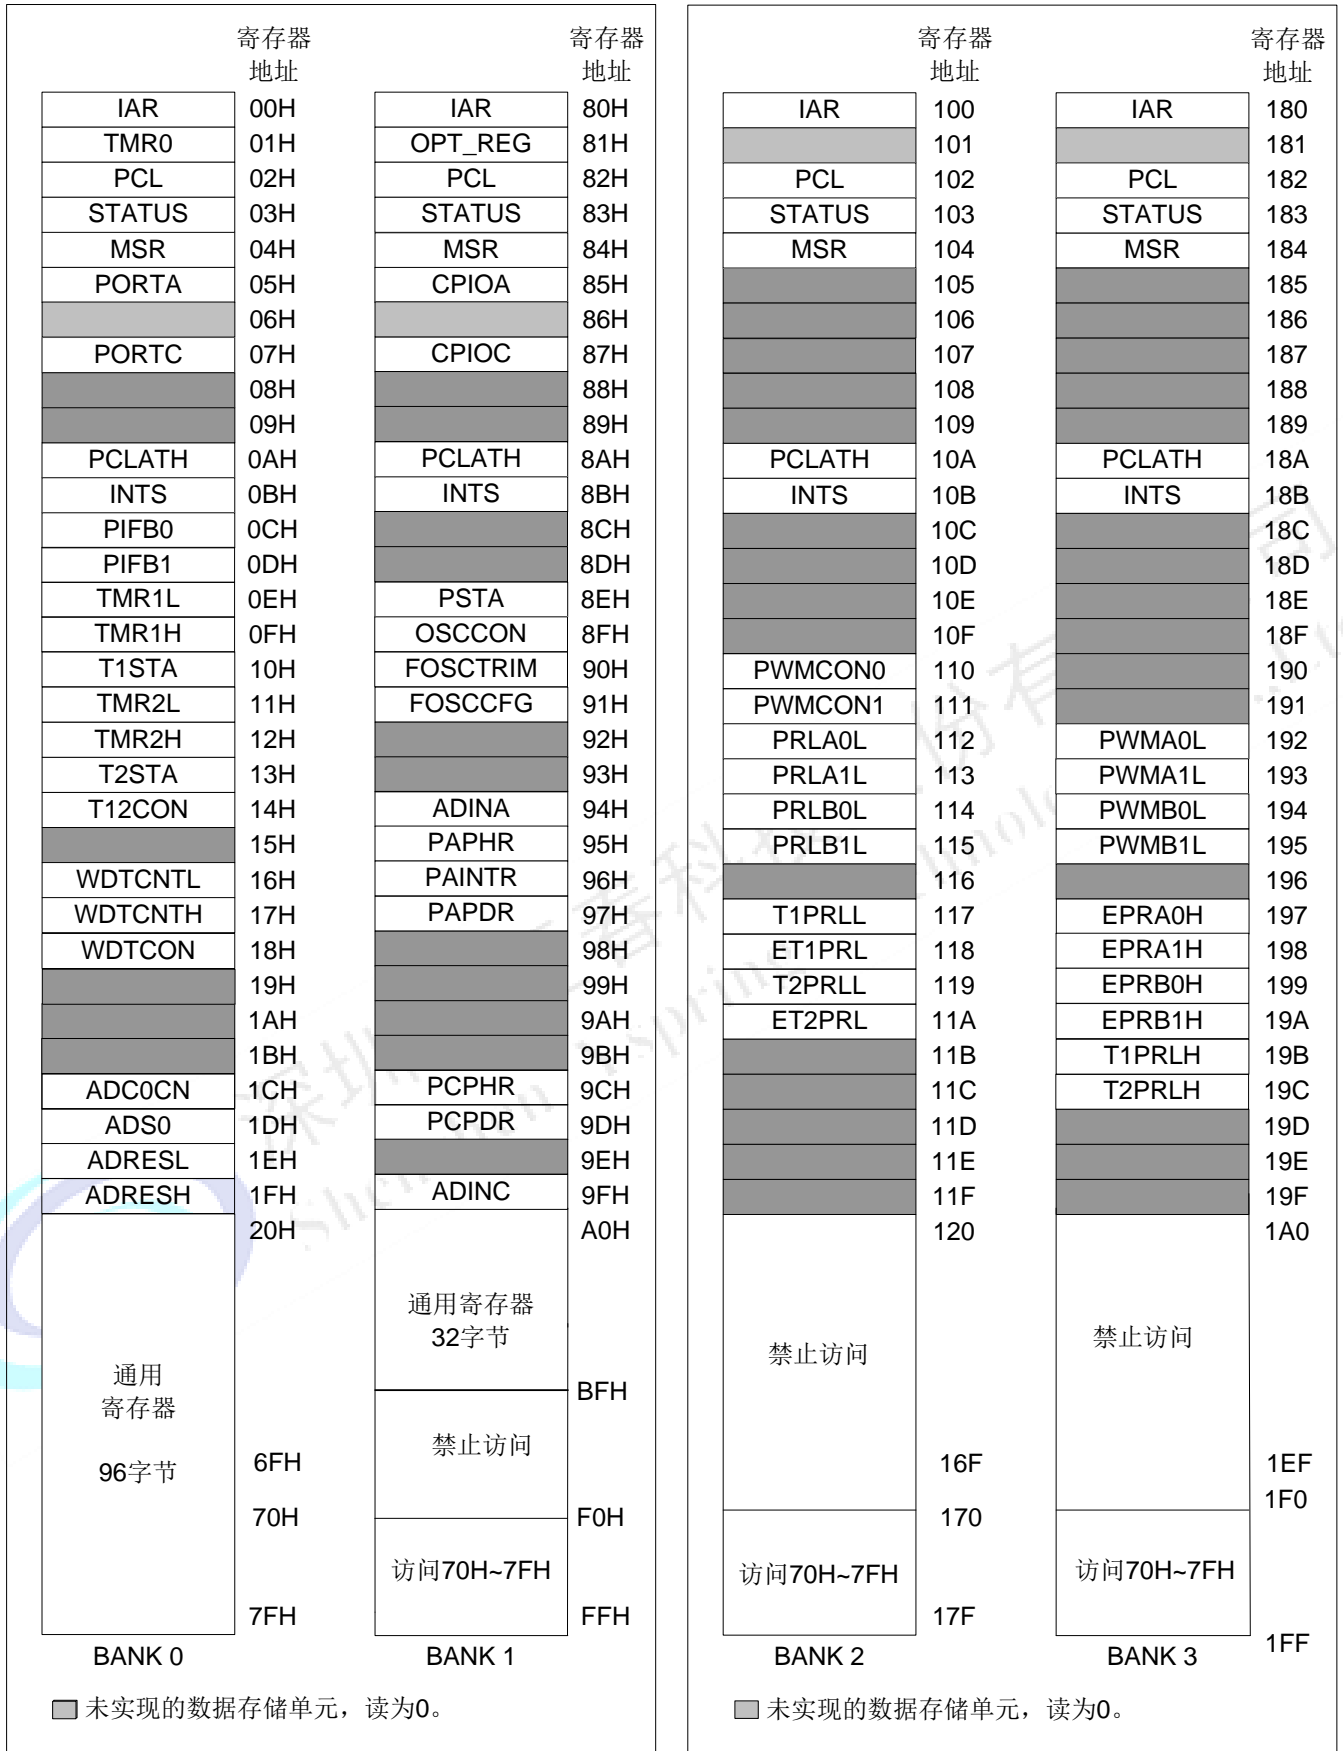 寄存器 寄存器
地址 地址
IAR 00H IAR 80H
TMR0 01H OPT_REG 81H
PCL 02H PCL 82H
STATUS 03H STATUS 83H
MSR 04H MSR 84H
PORTA 05H CPIOA 85H
06H 86H
PORTC 07H CPIOC 87H
08H 88H
09H 89H
PCLATH 0AH PCLATH 8AH
INTS 0BH INTS 8BH
PIFB0 0CH 8CH
PIFB1 0DH 8DH
TMR1L 0EH PSTA 8EH
TMR1H 0FH OSCCON 8FH
T1STA 10H FOSCTRIM 90H
TMR2L 11H FOSCCFG 91H
TMR2H 12H 92H
T2STA 13H 93H
T12CON 14H ADINA 94H
15H PAPHR 95H
WDTCNTL 16H PAINTR 96H
WDTCNTH 17H PAPDR 97H
WDTCON 18H 98H
19H 99H
1AH 9AH
1BH 9BH
ADC0CN 1CH PCPHR 9CH
ADS0 1DH PCPDR 9DH
ADRESL 1EH 9EH
ADRESH 1FH ADINC 9FH
20H A0H
通用寄存器
32字节
通用
寄存器
BFH
禁止访问
96字节
6FH
70H F0H
访问70H~7FH
7FH FFH
BANK 0 BANK 1
未实现的数据存储单元，读为0。
寄存器 寄存器
地址 地址
IAR 100 IAR 180
101 181
PCL 102 PCL 182
STATUS 103 STATUS 183
MSR 104 MSR 184
105 185
106 186
107 187
108 188
109 189
PCLATH 10A PCLATH 18A
INTS 10B INTS 18B
10C 18C
10D 18D
10E 18E
10F 18F
PWMCON0 110 190
PWMCON1 111 191
PRLA0L 112 PWMA0L 192
PRLA1L 113 PWMA1L 193
PRLB0L 114 PWMB0L 194
PRLB1L 115 PWMB1L 195
116 196
T1PRLL 117 EPRA0H 197
ET1PRL 118 EPRA1H 198
T2PRLL 119 EPRB0H 199
ET2PRL 11A EPRB1H 19A
11B T1PRLH 19B
11C T2PRLH 19C
11D 19D
11E 19E
11F 19F
120 1A0
禁止访问 禁止访问
16F 1EF
1F0
170
访问70H~7FH 访问70H~7FH
17F
1FF
BANK 2 BANK 3
未实现的数据存储单元，读为0。